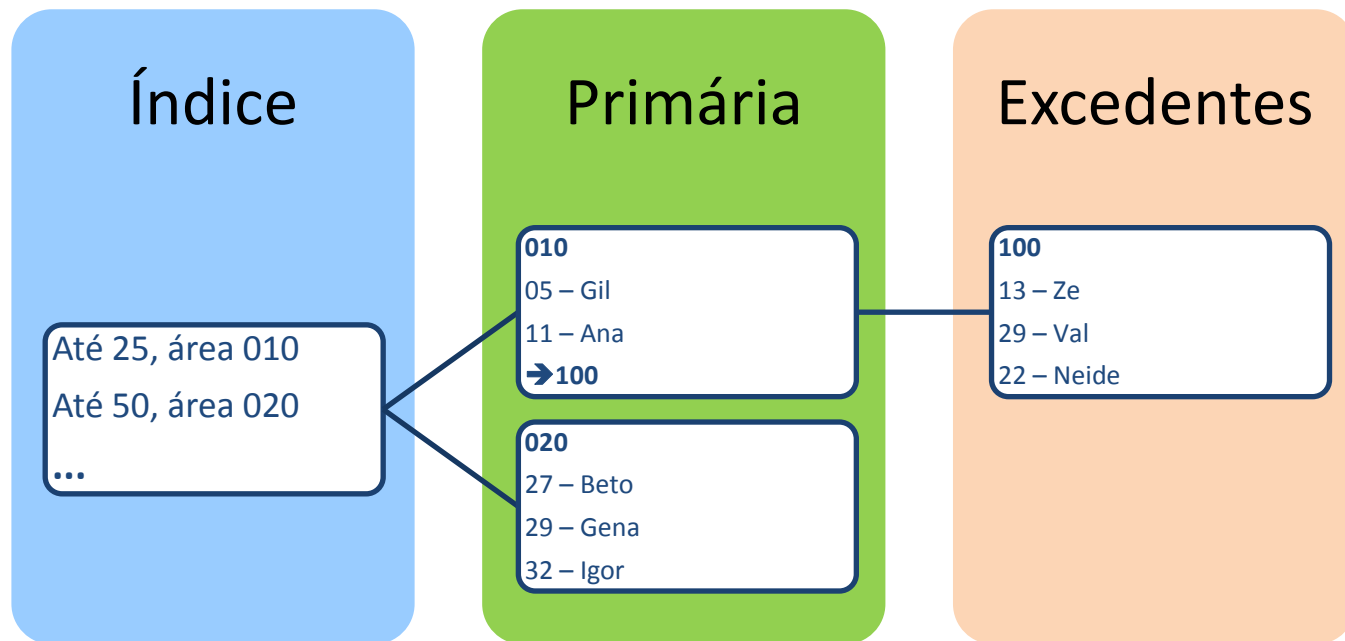 Índice
Até 25, área 010
Até 50, área 020
...
Primária
010
05 – Gil
11 – Ana
➔100
020
27 – Beto
29 – Gena
32 – Igor
Excedentes
100
13 – Ze
29 – Val
22 – Neide